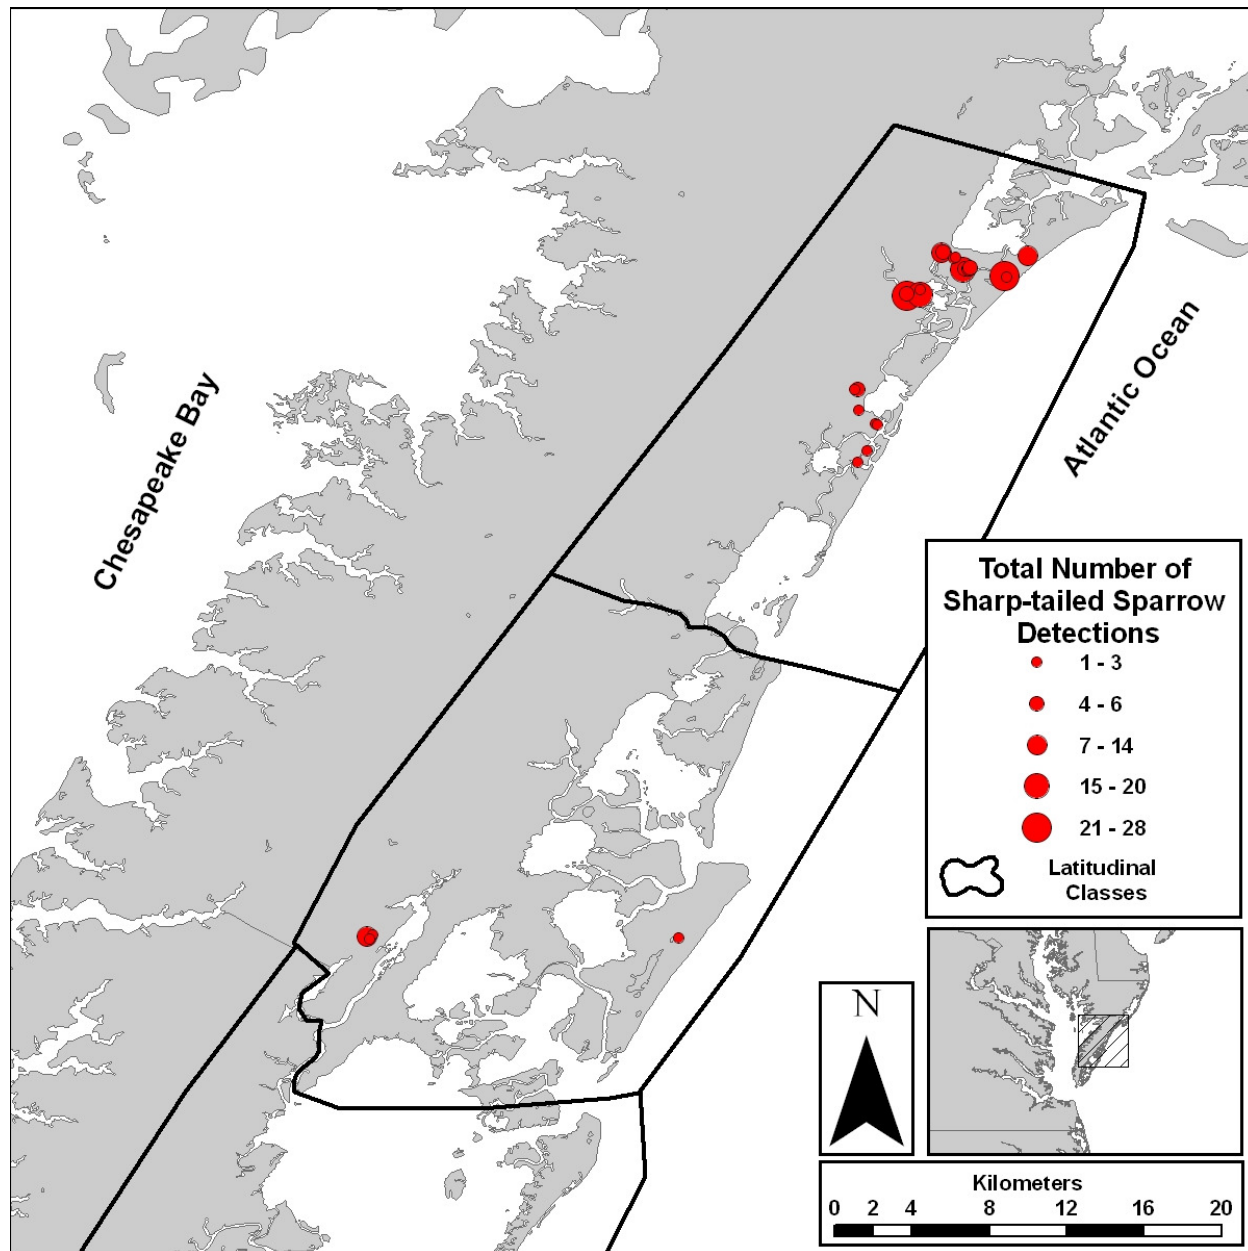 Chesapeake Bay
Atlantic Ocean
Total Number of
Sharp-tailed Sparrow
Detections
1 - 3
4 - 6
7 - 14
15 - 20
21 - 28
Latitudinal
Classes
N
Kilometers
0 2 4 8 12 16 20